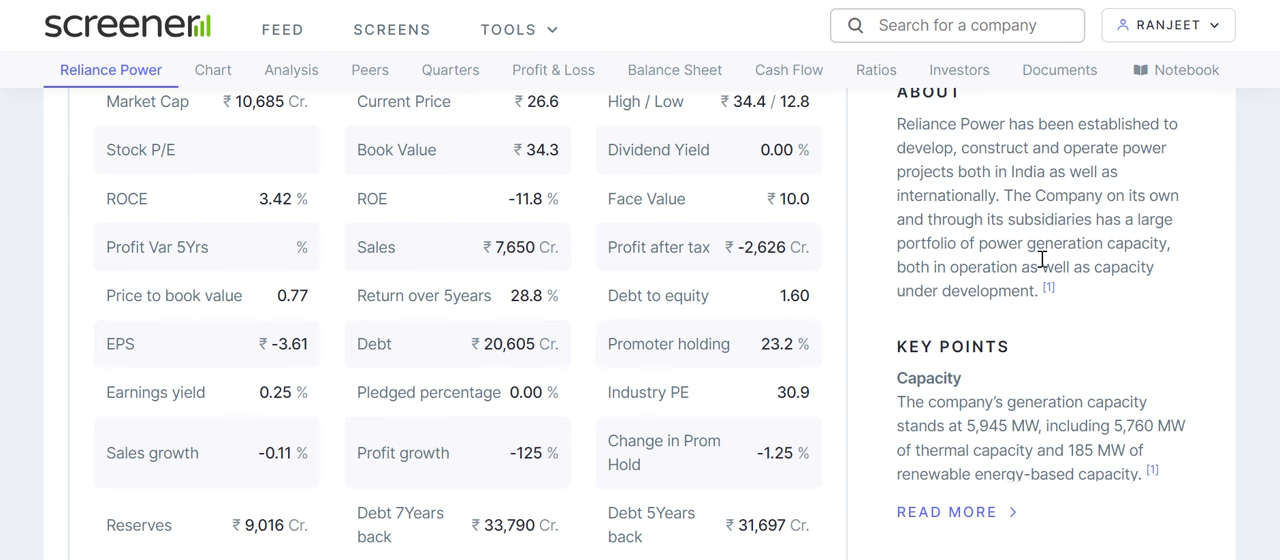 screener
FEED
SCREENS
TOOLS
Search for a company
RANJEET
Reliance Power
Chart
Analysis
Peers
Quarters
Profit & Loss
Balance Sheet
Cash Flow
Ratios
Investors
Documents
Notebook
Market Cap ₹ 10,685 Cr.
Current Price ₹ 26.6
High / Low ₹ 34.4 / 12.8
Stock P/E
Book Value ₹ 34.3
Dividend Yield 0.00 %
ROCE 3.42 %
ROE -11.8 %
Face Value ₹ 10.0
Profit Var 5Yrs %
Sales ₹ 7,650 Cr.
Profit after tax ₹ -2,626 Cr.
Price to book value 0.77
Return over 5years 28.8 %
Debt to equity 1.60
EPS ₹ -3.61
Debt ₹ 20,605 Cr.
Promoter holding 23.2 %
Earnings yield 0.25 %
Pledged percentage 0.00 %
Industry PE 30.9
Sales growth -0.11 %
Profit growth -125 %
Change in Prom
Hold -1.25 %
Reserves ₹ 9,016 Cr.
Debt 7Years
back ₹ 33,790 Cr.
Debt 5Years
back ₹ 31,697 Cr.
ABOUT
Reliance Power has been established to
develop, construct and operate power
projects both in India as well as
internationally. The Company on its own
and through its subsidiaries has a large
portfolio of power generation capacity,
both in operation as well as capacity
under development. [1]
KEY POINTS
Capacity
The company's generation capacity
stands at 5,945 MW, including 5,760 MW
of thermal capacity and 185 MW of
renewable energy-based capacity. [1]
READ MORE >